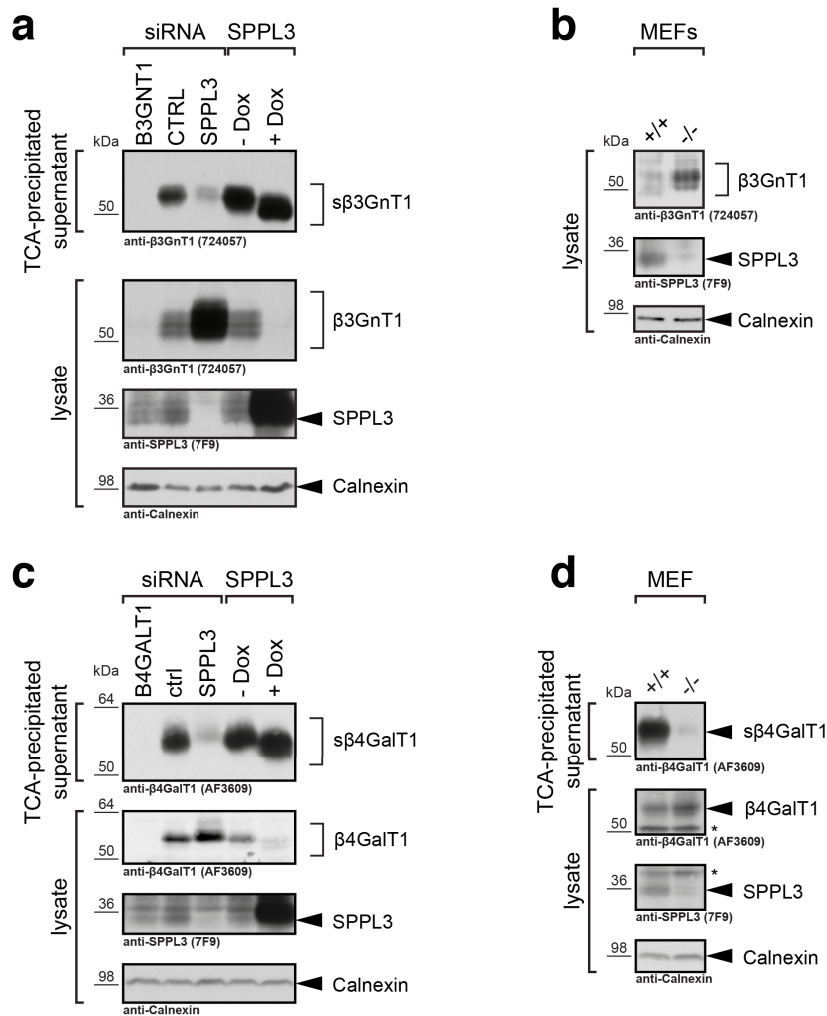 a
siRNA SPPL3
B3GNT1 CTRL SPPL3 - Dox + Dox
kDa
TCA-precipitated
supernatant
50
sβ3GnT1
anti-β3GnT1 (724057)
lysate
50
β3GnT1
anti-β3GnT1 (724057)
36
SPPL3
anti-SPPL3 (7F9)
98
Calnexin
anti-Calnexin
b
MEFs
+/+ -/-
kDa
lysate
50
β3GnT1
anti-β3GnT1 (724057)
36
SPPL3
anti-SPPL3 (7F9)
98
Calnexin
anti-Calnexin
c
siRNA SPPL3
B4GALT1 ctrl SPPL3 - Dox + Dox
kDa
TCA-precipitated
supernatant
64
sβ4GalT1
50
anti-β4GalT1 (AF3609)
lysate
64
β4GalT1
50
anti-β4GalT1 (AF3609)
36
SPPL3
anti-SPPL3 (7F9)
98
Calnexin
anti-Calnexin
d
MEF
+/+ -/-
kDa
TCA-precipitated
supernatant
sβ4GalT1
50
anti-β4GalT1 (AF3609)
lysate
β4GalT1
50
*
anti-β4GalT1 (AF3609)
*
36
SPPL3
anti-SPPL3 (7F9)
98
Calnexin
anti-Calnexin